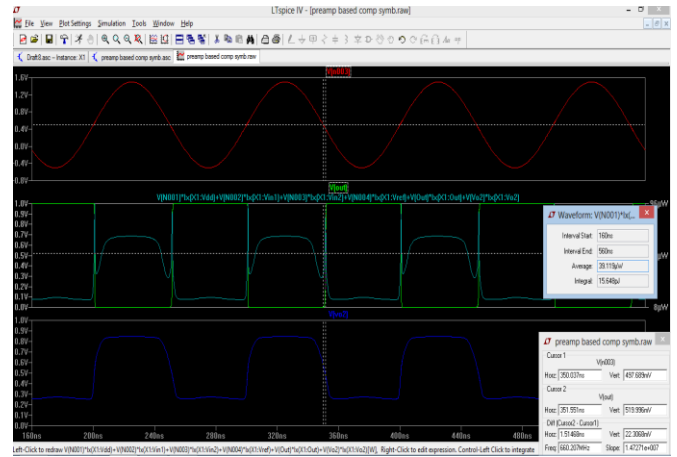 LTspice IV - [preamp based comp symb.raw]
File View Plot Settings Simulation Tools Window Help
Draft8.asc -- Instance: X1 preamp based comp symb.asc preamp based comp symb.raw
V[n003]
1.6V
1.2V
0.8V
0.4V
0.0V
-0.4V
-0.8V
V[out]
V(N001)*Ix(X1:Vdd)+V(N002)*Ix(X1:Vin1)+V(N003)*Ix(X1:Vin2)+V(N004)*Ix(X1:Vref)+V(Out)*Ix(X1:Out)+V(Vo2)*Ix(X1:Vo2)
1.0V
0.9V
0.8V
0.7V
0.6V
0.5V
0.4V
0.3V
0.2V
0.1V
0.0V
8µW
Waveform: V(N001)*Ix(,..
Interval Start: 160ns
Interval End: 560ns
Average: 39.119µW
Integral: 15.648pJ
V[vo2]
1.0V
0.9V
0.8V
0.7V
0.6V
0.5V
0.4V
0.3V
0.2V
0.1V
0.0V
160ns 200ns 240ns 280ns 320ns 360ns 400ns 440ns 480ns
preamp based comp symb.raw
Cursor 1
V(n003)
Horz: 350.037ns Vert: 497.689mV
Cursor 2
V(out)
Horz: 351.551ns Vert: 519.996mV
Diff (Cursor2 - Cursor1)
Horz: 1.51468ns Vert: 22.3068mV
Freq: 660.207MHz Slope: 1.47271e+007
Left-Click to redraw V(N001)*Ix(X1:Vdd)+V(N002)*Ix(X1:Vin1)+V(N003)*Ix(X1:Vin2)+V(N004)*Ix(X1:Vref)+V(Out)*Ix(X1:Out)+V(Vo2)*Ix(X1:Vo2)[W], Right-Click to edit expression. Control-Left Click to integrate